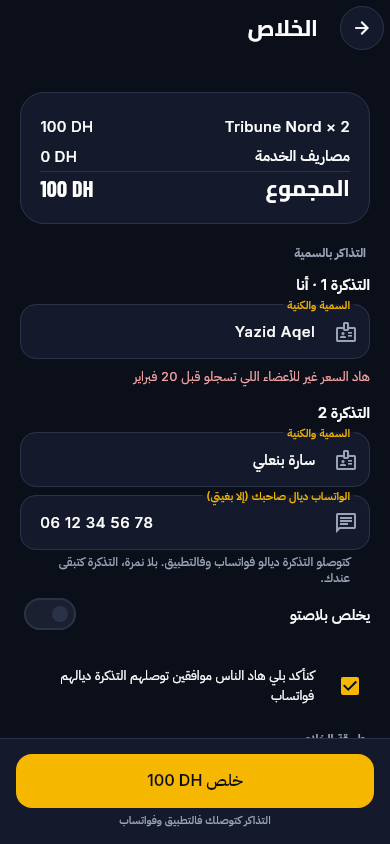 الخلاص
Tribune Nord × 2
100 DH
مصاريف الخدمة
0 DH
المجموع
100 DH
التذاكر بالسمية
التذكرة 1 · أنا
السمية والكنية
Yazid Aqel
هاد السعر غير للأعضاء اللي تسجلو قبل 20 فبراير
التذكرة 2
السمية والكنية
سارة بنعلي
الواتساب ديال صاحبك (إلا بغيتي)
06 12 34 56 78
كتوصلو التذكرة ديالو فواتساب وفالتطبيق. بلا نمرة، التذكرة كتبقى
عندك.
يخلص بلاصتو
كنأكد بلي هاد الناس موافقين توصلهم التذكرة ديالهم
فواتساب
خلص 100 DH
التذاكر كتوصلك فالتطبيق وفواتساب